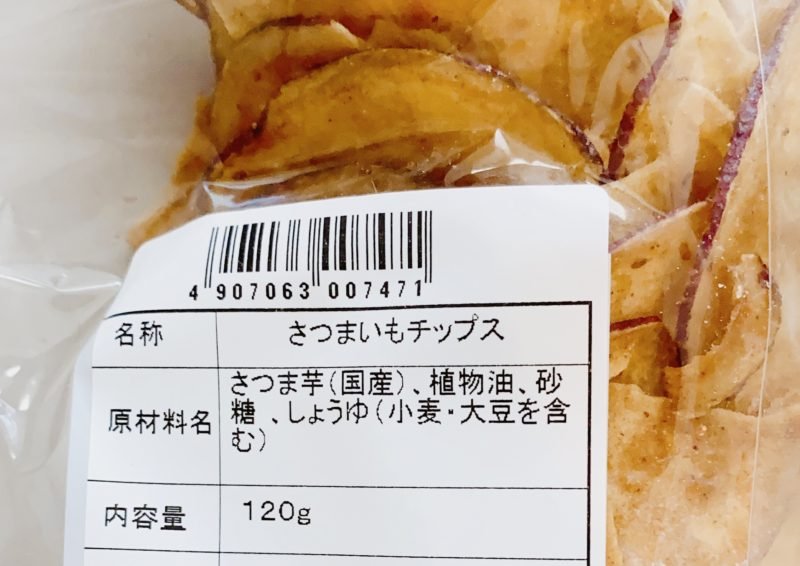 4 907063 007471
名称 さつまいもチップス
原材料名 さつま芋(国産)、植物油、砂
糖、しょうゆ(小麦・大豆を含
む)
内容量 120g